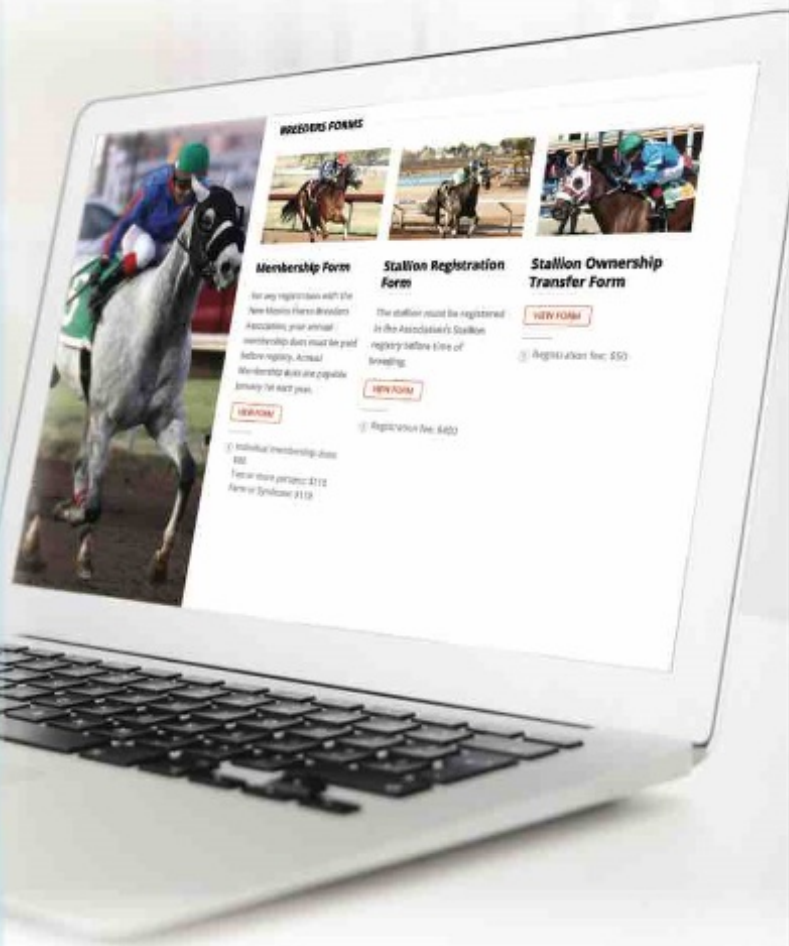 BREEDERS FORMS
Membership Form
For any registration with the
New Mexico Horse Breeders
Association, your annual
membership dues must be paid
before registry. Annual
Membership dues are payable
January 1st each year.
VIEW FORM
Individual membership dues:
Two or more persons: $110
Farm or Syndicate: $110
Stallion Registration
Form
The stallion must be registered
in the Association's Stallion
registry before time of
breeding.
VIEW FORM
Registration fee: $400
Stallion Ownership
Transfer Form
VIEW FORM
Registration fee: $50